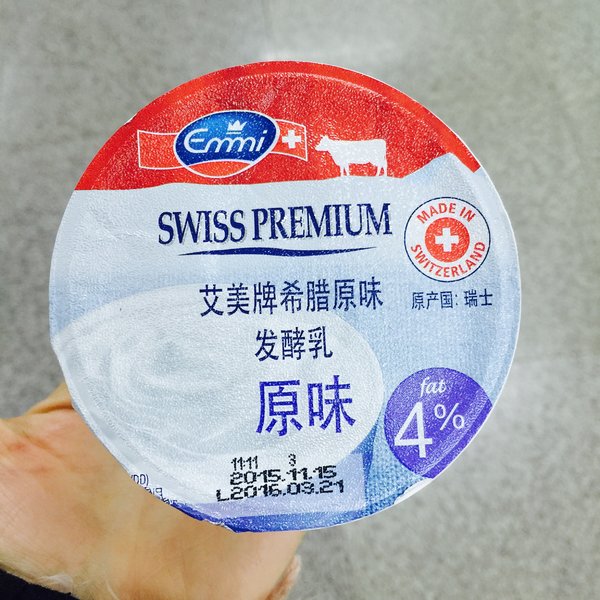 Emmi
SWISS PREMIUM
MADE IN
SWITZERLAND
艾美牌希腊原味
原产国: 瑞士
发酵乳
原味
fat
4%
11:11 3
2015.11.15
L2016.03.21